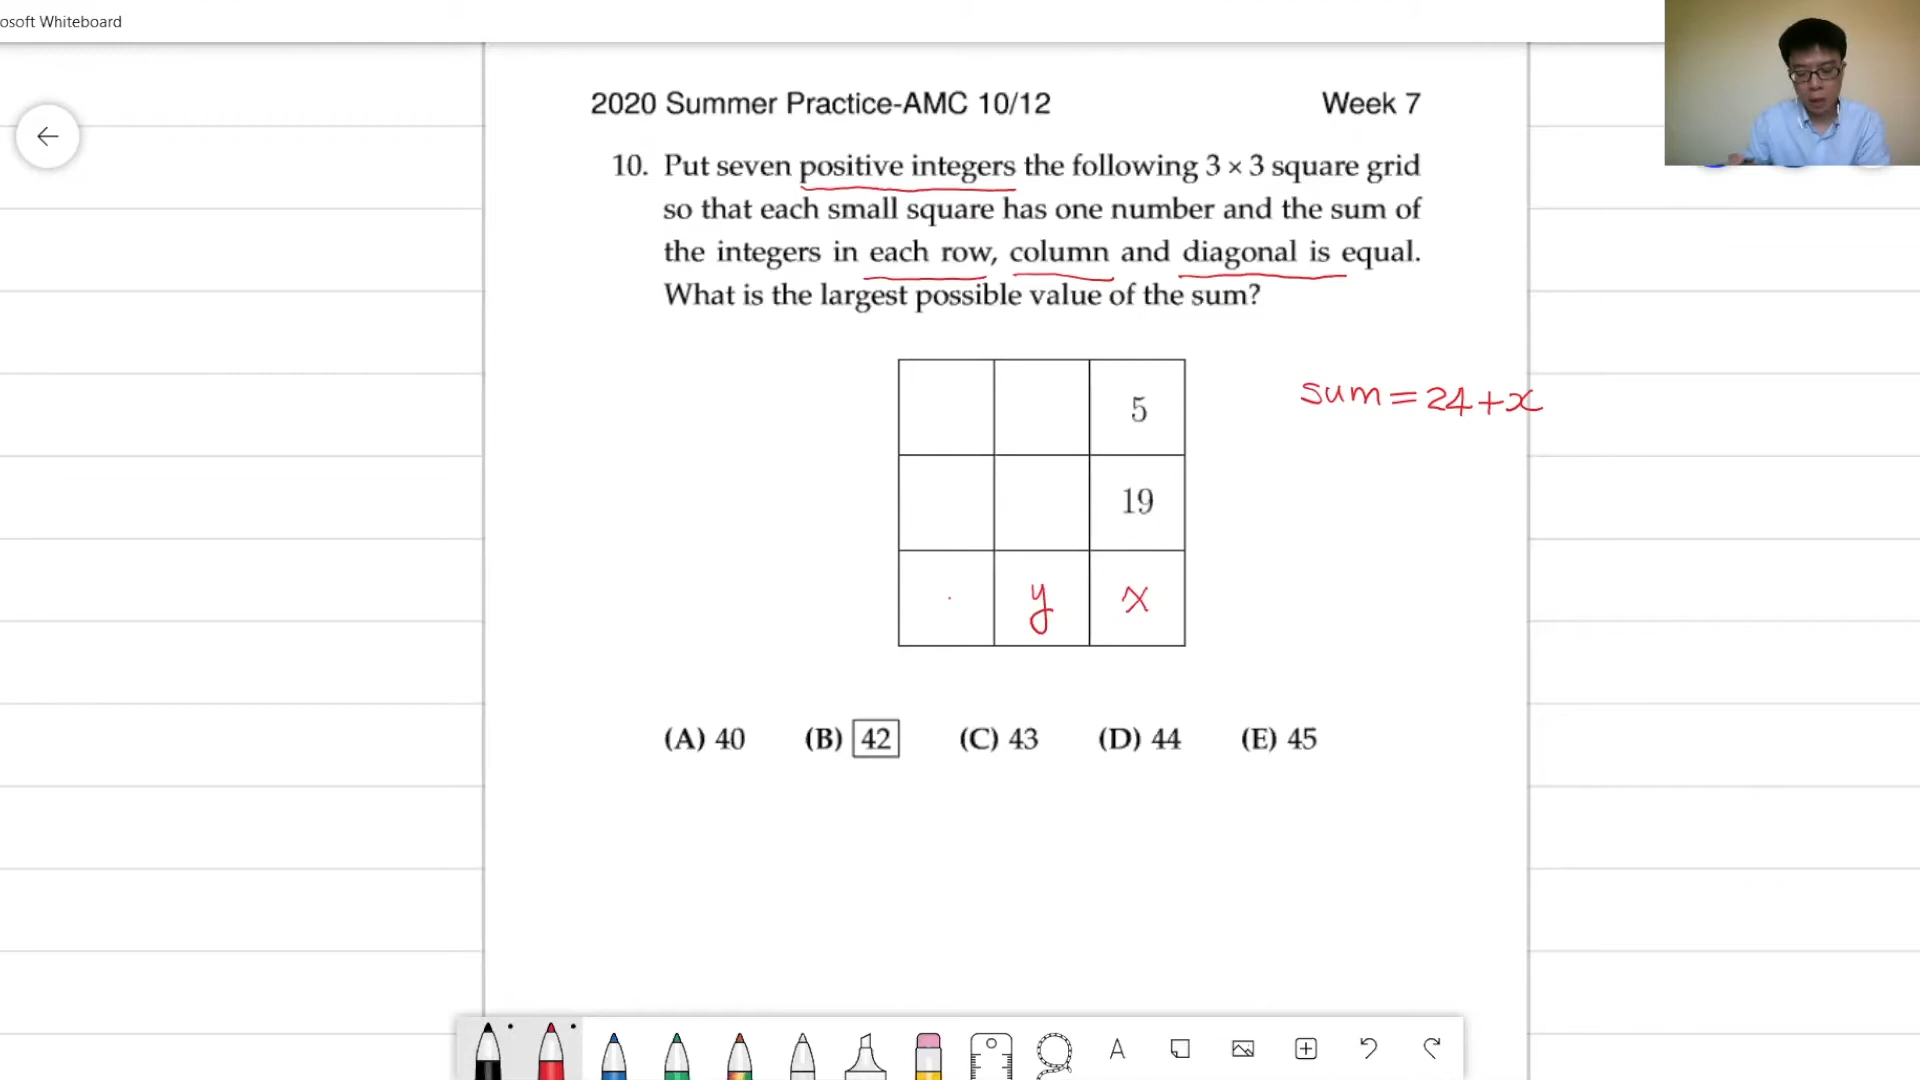 osoft Whiteboard
2020 Summer Practice-AMC 10/12 Week 7
10. Put seven positive integers the following 3 × 3 square grid
so that each small square has one number and the sum of
the integers in each row, column and diagonal is equal.
What is the largest possible value of the sum?
5
sum = 24 + x
19
y x
(A) 40 (B) 42 (C) 43 (D) 44 (E) 45